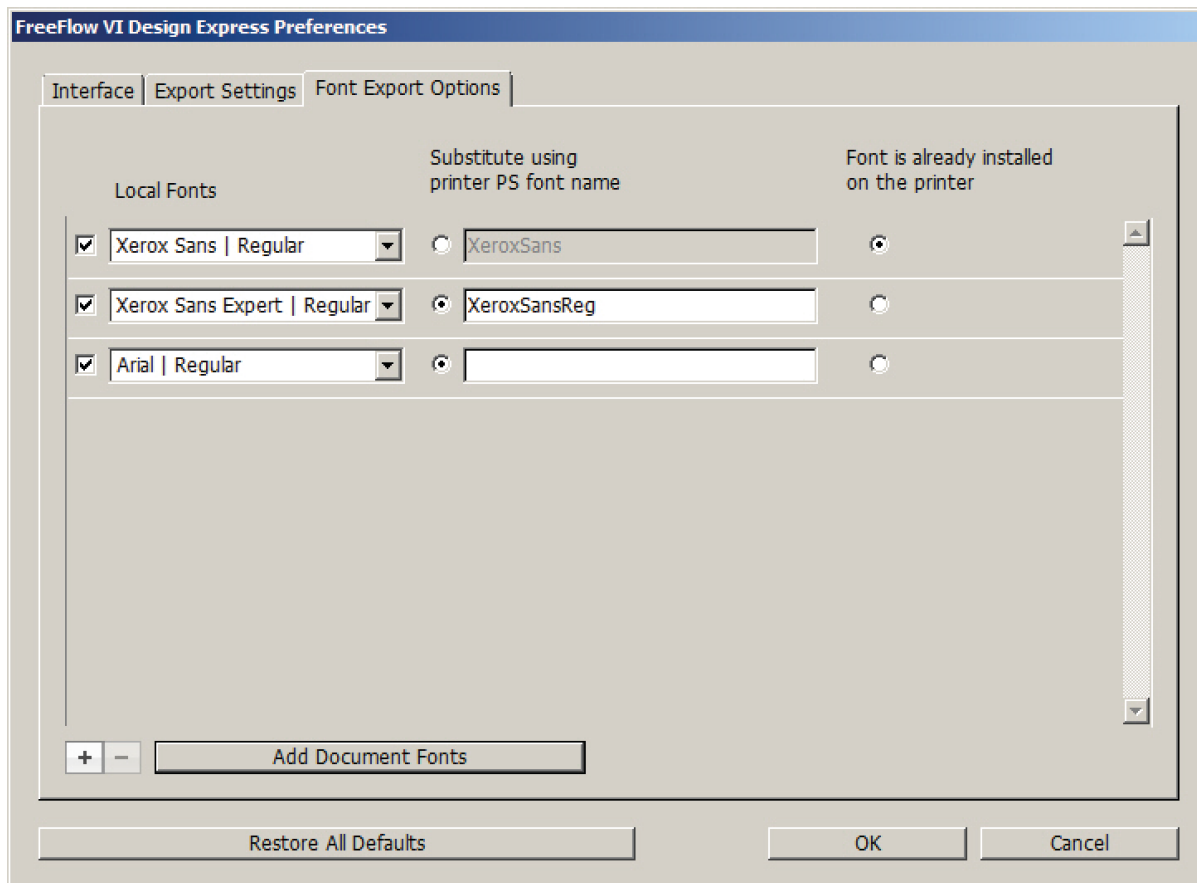 FreeFlow VI Design Express Preferences
Interface Export Settings Font Export Options
Local Fonts
Substitute using
printer PS font name
Font is already installed
on the printer
Xerox Sans | Regular XeroxSans
Xerox Sans Expert | Regular XeroxSansReg
Arial | Regular
+ − Add Document Fonts
Restore All Defaults OK Cancel